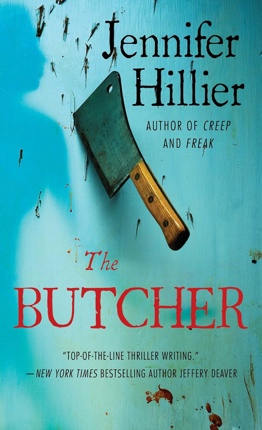 Jennifer
Hillier
AUTHOR OF CREEP
AND FREAK
The
BUTCHER
"TOP-OF-THE-LINE THRILLER WRITING."
—NEW YORK TIMES BESTSELLING AUTHOR JEFFERY DEAVER